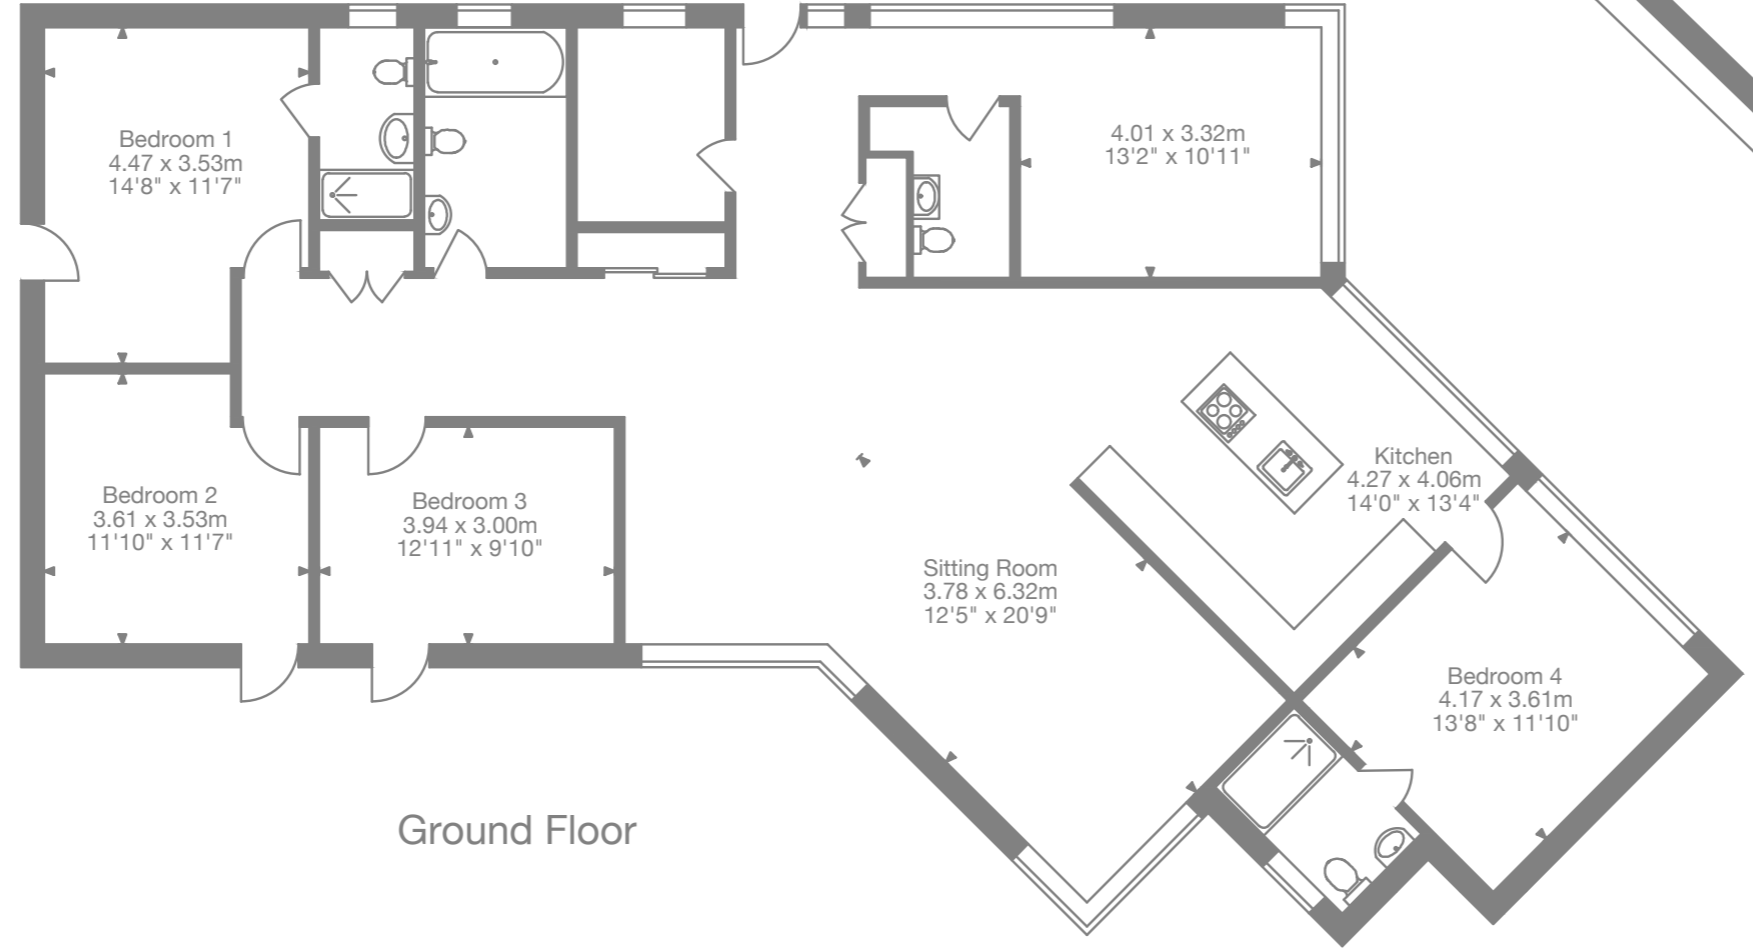 Bedroom 1
4.47 x 3.53m
14'8" x 11'7"
4.01 x 3.32m
13'2" x 10'11"
Bedroom 2
3.61 x 3.53m
11'10" x 11'7"
Bedroom 3
3.94 x 3.00m
12'11" x 9'10"
Kitchen
4.27 x 4.06m
14'0" x 13'4"
Sitting Room
3.78 x 6.32m
12'5" x 20'9"
Bedroom 4
4.17 x 3.61m
13'8" x 11'10"
Ground Floor